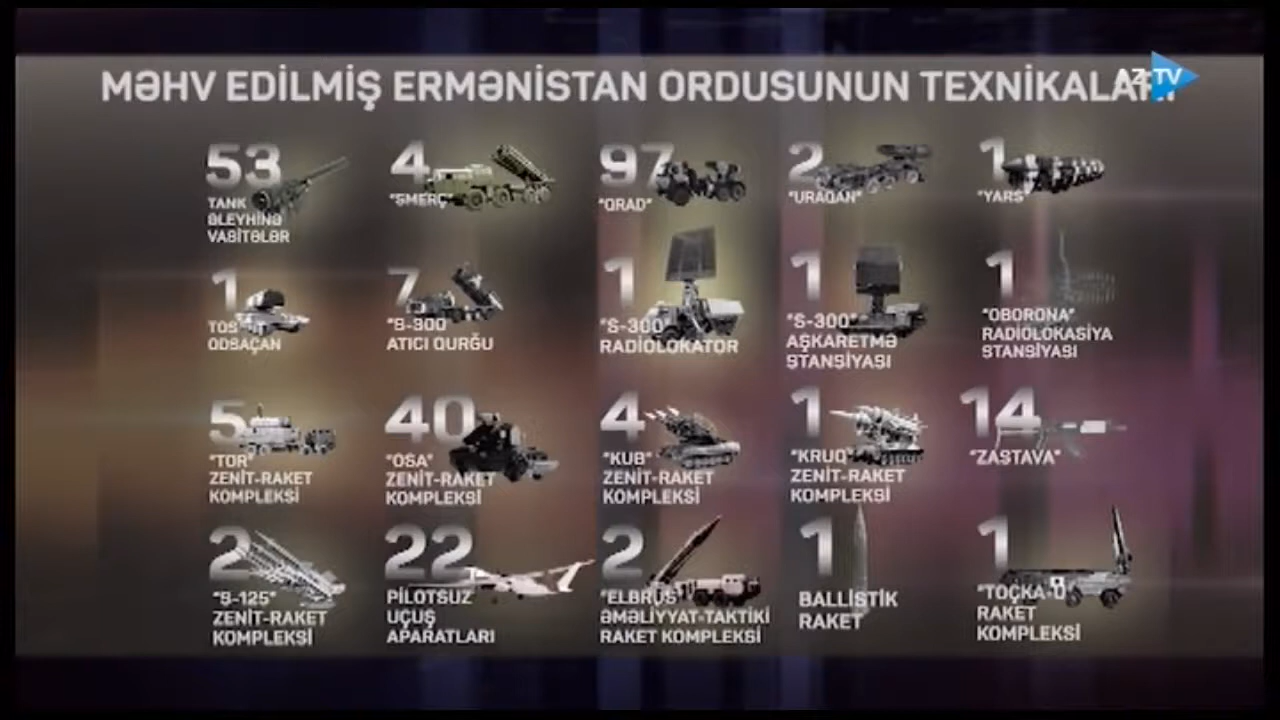 MƏHV EDİLMİŞ ERMƏNİSTAN ORDUSUNUN TEXNİKALARI
AZ TV
53
TANK
ƏLEYHİNƏ
VASİTƏLƏR
4
"SMERÇ"
97
"QRAD"
2
"URAQAN"
1
"YARS"
1
TOS
ODSAÇAN
7
"S-300"
ATICI QURĞU
1
"S-300"
RADİOLOKATOR
1
"S-300"
AŞKARETMƏ
STANSİYASI
1
"OBORONA"
RADİOLOKASİYA
STANSİYASI
5
"TOR"
ZENİT-RAKET
KOMPLEKSİ
40
"OSA"
ZENİT-RAKET
KOMPLEKSİ
4
"KUB"
ZENİT-RAKET
KOMPLEKSİ
1
"KRUQ"
ZENİT-RAKET
KOMPLEKSİ
14
"ZASTAVA"
2
"S-125"
ZENİT-RAKET
KOMPLEKSİ
22
PİLOTSUZ
UÇUŞ
APARATLARI
2
"ELBRUS"
ƏMƏLİYYAT-TAKTİKİ
RAKET KOMPLEKSİ
1
BALLİSTİK
RAKET
1
"TOÇKA-U"
RAKET
KOMPLEKSİ